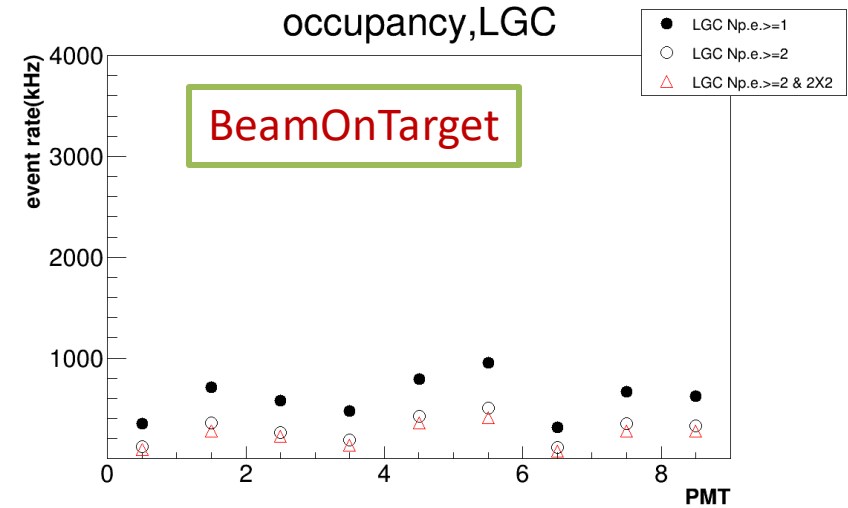 occupancy,LGC
LGC Np.e.>=1
LGC Np.e.>=2
LGC Np.e.>=2 & 2X2
BeamOnTarget
event rate(kHz)
4000
3000
2000
1000
0 2 4 6 8
PMT